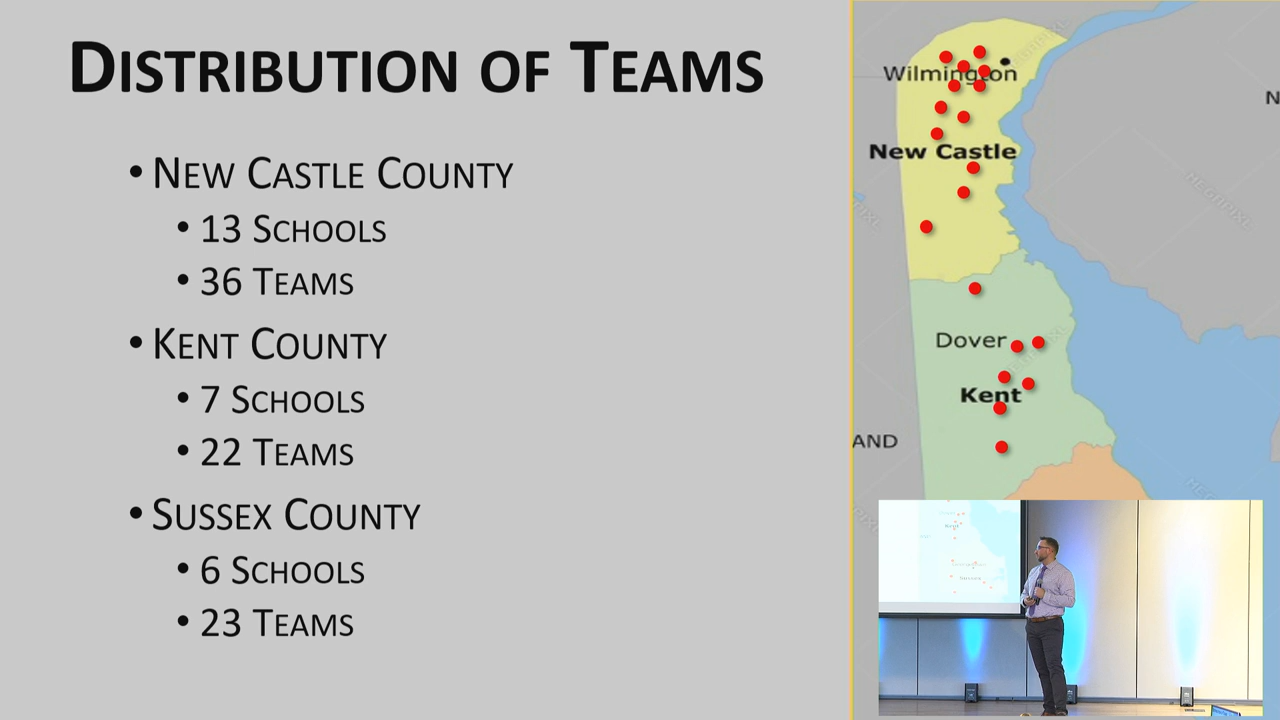 DISTRIBUTION OF TEAMS
• NEW CASTLE COUNTY
• 13 SCHOOLS
• 36 TEAMS
• KENT COUNTY
• 7 SCHOOLS
• 22 TEAMS
• SUSSEX COUNTY
• 6 SCHOOLS
• 23 TEAMS
Wilmington
N
New Castle
MEGAPIXL
Dover
Kent
AND